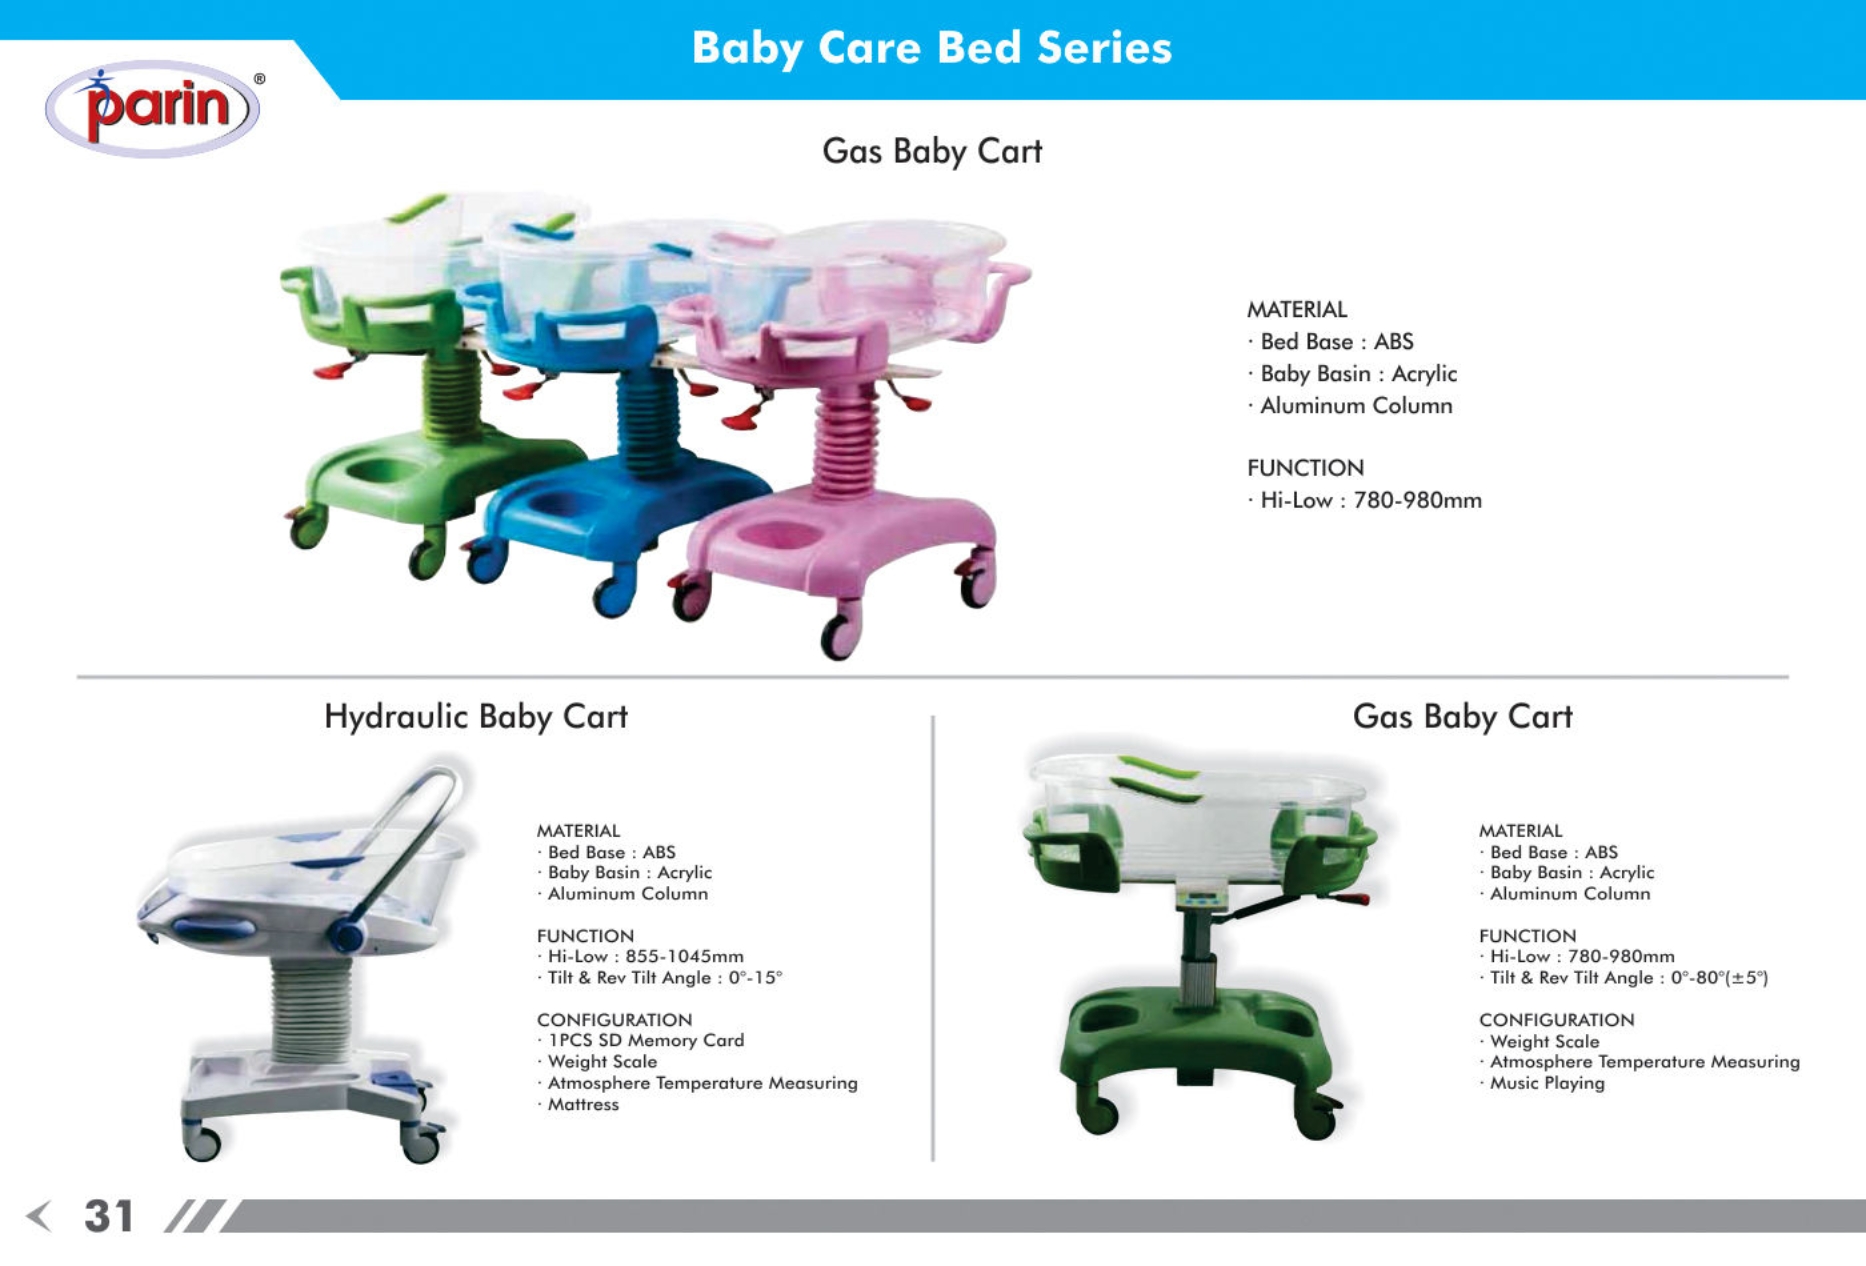 Baby Care Bed Series
parin ®
Gas Baby Cart
MATERIAL
· Bed Base : ABS
· Baby Basin : Acrylic
· Aluminum Column
FUNCTION
· Hi-Low : 780-980mm
Hydraulic Baby Cart
MATERIAL
· Bed Base : ABS
· Baby Basin : Acrylic
· Aluminum Column
FUNCTION
· Hi-Low : 855-1045mm
· Tilt & Rev Tilt Angle : 0°-15°
CONFIGURATION
· 1PCS SD Memory Card
· Weight Scale
· Atmosphere Temperature Measuring
· Mattress
Gas Baby Cart
MATERIAL
· Bed Base : ABS
· Baby Basin : Acrylic
· Aluminum Column
FUNCTION
· Hi-Low : 780-980mm
· Tilt & Rev Tilt Angle : 0°-80°(±5°)
CONFIGURATION
· Weight Scale
· Atmosphere Temperature Measuring
· Music Playing
31